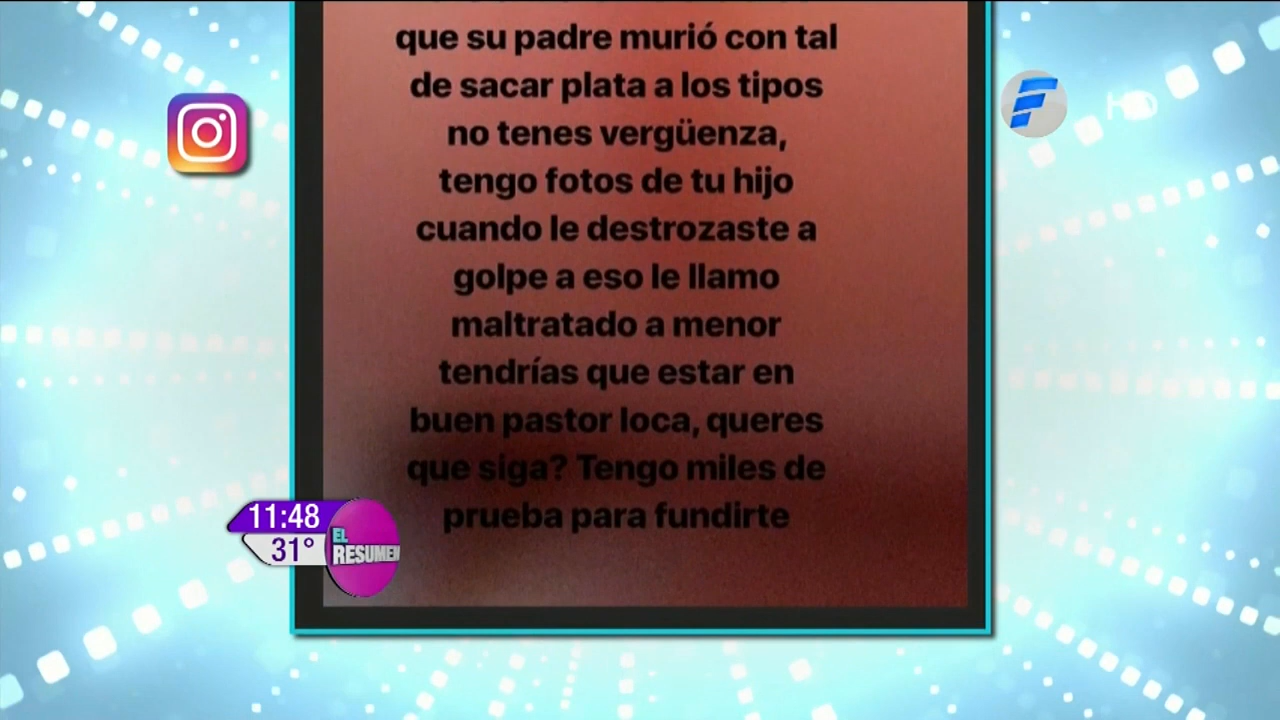 que su padre murió con tal
de sacar plata a los tipos
no tenes vergüenza,
tengo fotos de tu hijo
cuando le destrozaste a
golpe a eso le llamo
maltratado a menor
tendrías que estar en
buen pastor loca, queres
que siga? Tengo miles de
prueba para fundirte
HD
11:48
31°
EL
RESUMEN